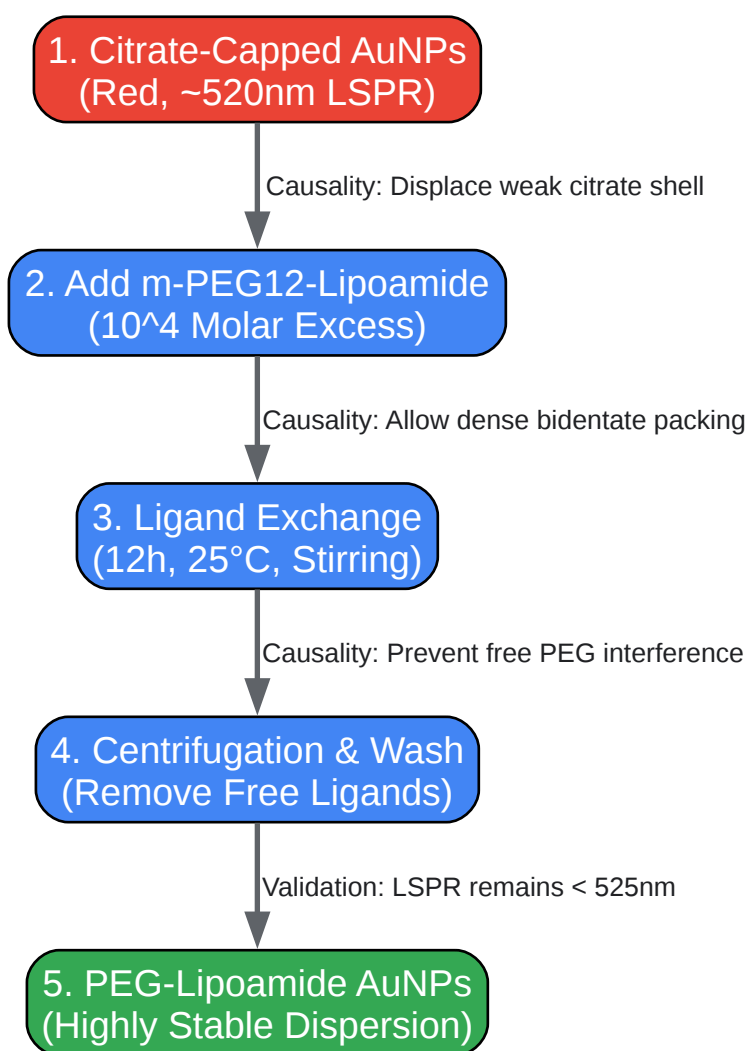 1. Citrate-Capped AuNPs
(Red, ~520nm LSPR)
Causality: Displace weak citrate shell
2. Add m-PEG12-Lipoamide
(10^4 Molar Excess)
Causality: Allow dense bidentate packing
3. Ligand Exchange
(12h, 25°C, Stirring)
Causality: Prevent free PEG interference
4. Centrifugation & Wash
(Remove Free Ligands)
Validation: LSPR remains < 525nm
5. PEG-Lipoamide AuNPs
(Highly Stable Dispersion)